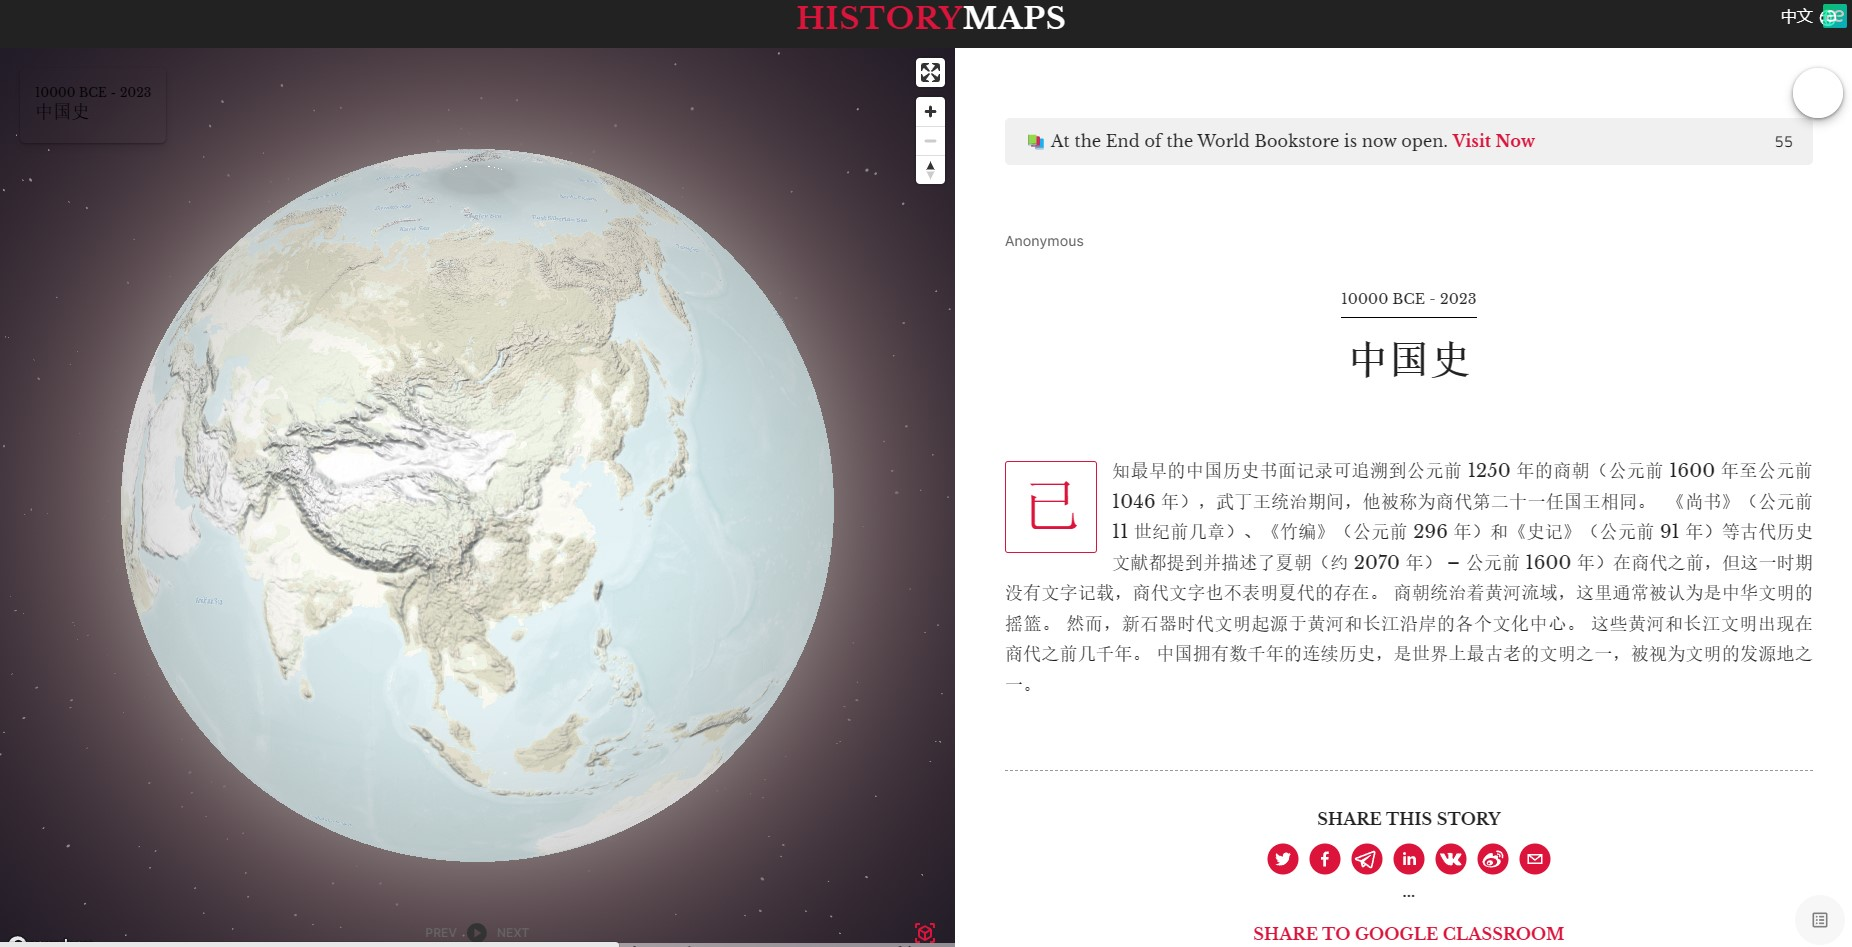 HISTORYMAPS
中文
10000 BCE - 2023
中国史
At the End of the World Bookstore is now open. Visit Now
55
Anonymous
10000 BCE - 2023
中国史
已知最早的中国历史书面记录可追溯到公元前 1250 年的商朝（公元前 1600 年至公元前
1046 年），武丁王统治期间，他被称为商代第二十一任国王相同。 《尚书》（公元前
11 世纪前几章）、《竹编》（公元前 296 年）和《史记》（公元前 91 年）等古代历史
文献都提到并描述了夏朝（约 2070 年） – 公元前 1600 年）在商代之前，但这一时期
没有文字记载，商代文字也不表明夏代的存在。 商朝统治着黄河流域，这里通常被认为是中华文明的
摇篮。 然而，新石器时代文明起源于黄河和长江沿岸的各个文化中心。 这些黄河和长江文明出现在
商代之前几千年。 中国拥有数千年的连续历史，是世界上最古老的文明之一，被视为文明的发源地之
一。
SHARE THIS STORY
...
SHARE TO GOOGLE CLASSROOM
PREV
NEXT